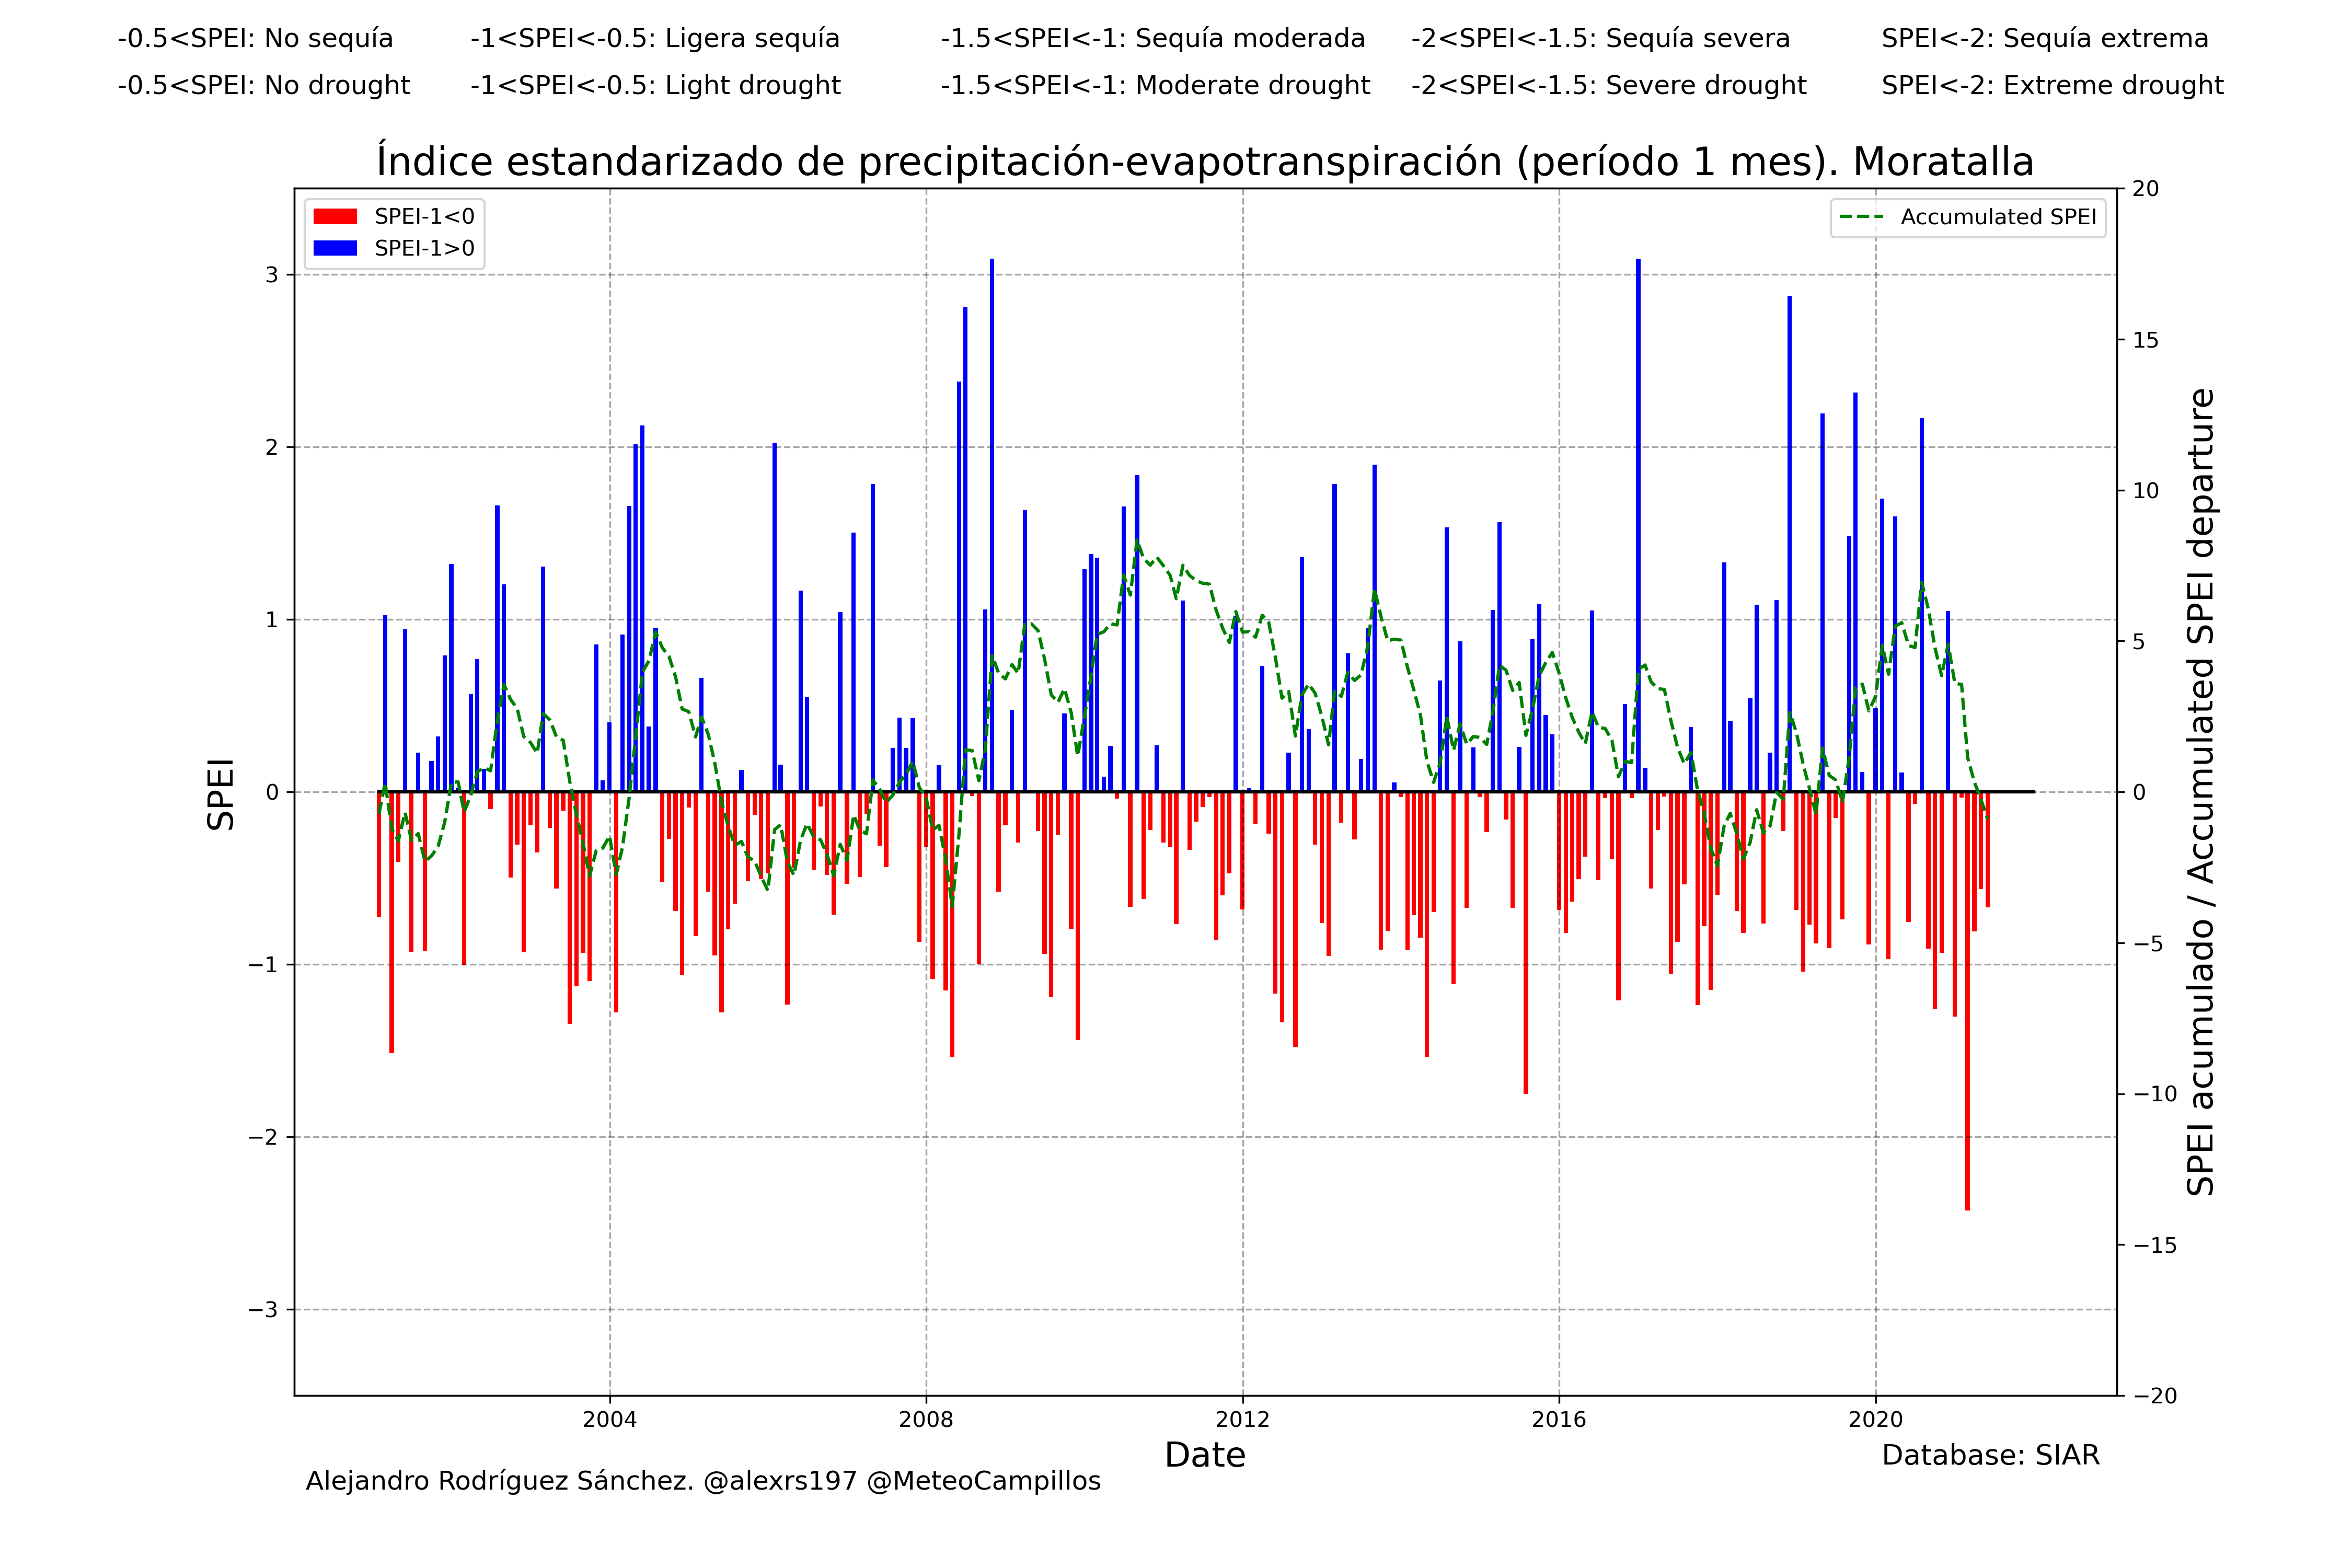 -0.5<SPEI: No sequía -1<SPEI<-0.5: Ligera sequía -1.5<SPEI<-1: Sequía moderada -2<SPEI<-1.5: Sequía severa SPEI<-2: Sequía extrema
-0.5<SPEI: No drought -1<SPEI<-0.5: Light drought -1.5<SPEI<-1: Moderate drought -2<SPEI<-1.5: Severe drought SPEI<-2: Extreme drought
Índice estandarizado de precipitación-evapotranspiración (período 1 mes). Moratalla
SPEI-1<0
SPEI-1>0
Accumulated SPEI
SPEI
3
2
1
0
−1
−2
−3
20
15
10
5
0
−5
−10
−15
−20
SPEI acumulado / Accumulated SPEI departure
2004 2008 2012 2016 2020
Date
Database: SIAR
Alejandro Rodríguez Sánchez. @alexrs197 @MeteoCampillos